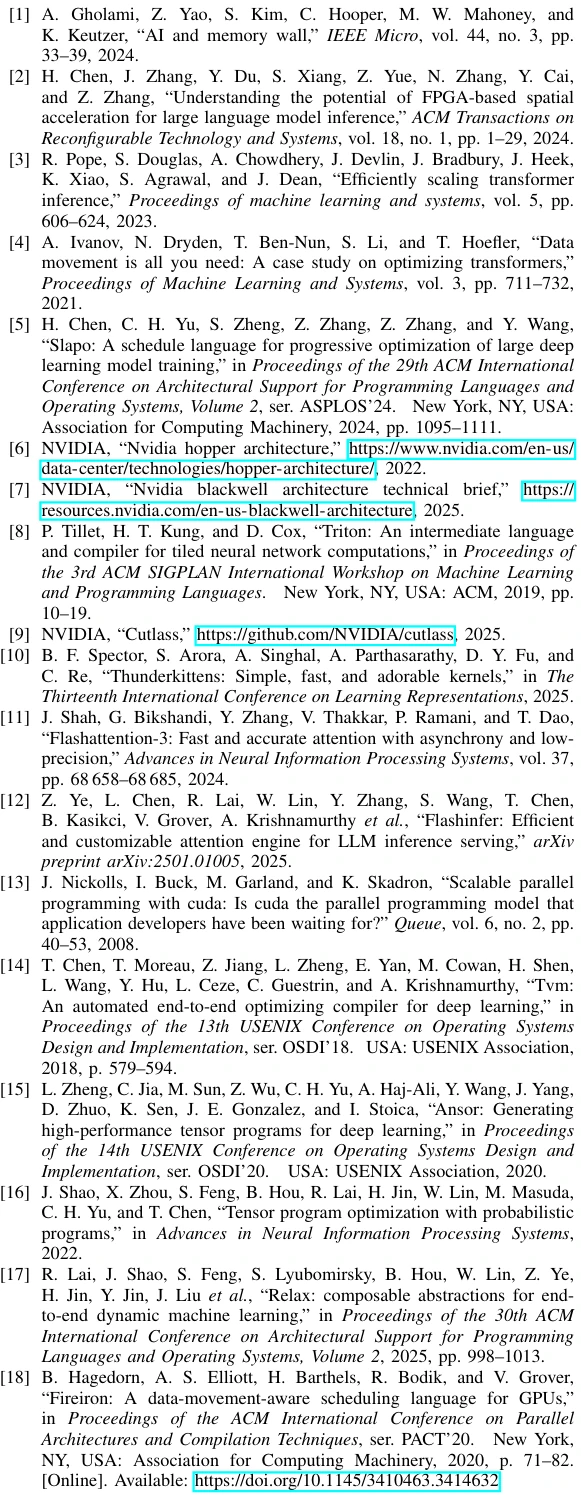 [1] A. Gholami, Z. Yao, S. Kim, C. Hooper, M. W. Mahoney, and
K. Keutzer, “AI and memory wall,” IEEE Micro, vol. 44, no. 3, pp.
33–39, 2024.
[2] H. Chen, J. Zhang, Y. Du, S. Xiang, Z. Yue, N. Zhang, Y. Cai,
and Z. Zhang, “Understanding the potential of FPGA-based spatial
acceleration for large language model inference,” ACM Transactions on
Reconfigurable Technology and Systems, vol. 18, no. 1, pp. 1–29, 2024.
[3] R. Pope, S. Douglas, A. Chowdhery, J. Devlin, J. Bradbury, J. Heek,
K. Xiao, S. Agrawal, and J. Dean, “Efficiently scaling transformer
inference,” Proceedings of machine learning and systems, vol. 5, pp.
606–624, 2023.
[4] A. Ivanov, N. Dryden, T. Ben-Nun, S. Li, and T. Hoefler, “Data
movement is all you need: A case study on optimizing transformers,”
Proceedings of Machine Learning and Systems, vol. 3, pp. 711–732,
2021.
[5] H. Chen, C. H. Yu, S. Zheng, Z. Zhang, Z. Zhang, and Y. Wang,
“Slapo: A schedule language for progressive optimization of large deep
learning model training,” in Proceedings of the 29th ACM International
Conference on Architectural Support for Programming Languages and
Operating Systems, Volume 2, ser. ASPLOS’24. New York, NY, USA:
Association for Computing Machinery, 2024, pp. 1095–1111.
[6] NVIDIA, “Nvidia hopper architecture,” https://www.nvidia.com/en-us/
data-center/technologies/hopper-architecture/, 2022.
[7] NVIDIA, “Nvidia blackwell architecture technical brief,” https://
resources.nvidia.com/en-us-blackwell-architecture, 2025.
[8] P. Tillet, H. T. Kung, and D. Cox, “Triton: An intermediate language
and compiler for tiled neural network computations,” in Proceedings of
the 3rd ACM SIGPLAN International Workshop on Machine Learning
and Programming Languages. New York, NY, USA: ACM, 2019, pp.
10–19.
[9] NVIDIA, “Cutlass,” https://github.com/NVIDIA/cutlass, 2025.
[10] B. F. Spector, S. Arora, A. Singhal, A. Parthasarathy, D. Y. Fu, and
C. Re, “Thunderkittens: Simple, fast, and adorable kernels,” in The
Thirteenth International Conference on Learning Representations, 2025.
[11] J. Shah, G. Bikshandi, Y. Zhang, V. Thakkar, P. Ramani, and T. Dao,
“Flashattention-3: Fast and accurate attention with asynchrony and low-
precision,” Advances in Neural Information Processing Systems, vol. 37,
pp. 68 658–68 685, 2024.
[12] Z. Ye, L. Chen, R. Lai, W. Lin, Y. Zhang, S. Wang, T. Chen,
B. Kasikci, V. Grover, A. Krishnamurthy et al., “Flashinfer: Efficient
and customizable attention engine for LLM inference serving,” arXiv
preprint arXiv:2501.01005, 2025.
[13] J. Nickolls, I. Buck, M. Garland, and K. Skadron, “Scalable parallel
programming with cuda: Is cuda the parallel programming model that
application developers have been waiting for?” Queue, vol. 6, no. 2, pp.
40–53, 2008.
[14] T. Chen, T. Moreau, Z. Jiang, L. Zheng, E. Yan, M. Cowan, H. Shen,
L. Wang, Y. Hu, L. Ceze, C. Guestrin, and A. Krishnamurthy, “Tvm:
An automated end-to-end optimizing compiler for deep learning,” in
Proceedings of the 13th USENIX Conference on Operating Systems
Design and Implementation, ser. OSDI’18. USA: USENIX Association,
2018, p. 579–594.
[15] L. Zheng, C. Jia, M. Sun, Z. Wu, C. H. Yu, A. Haj-Ali, Y. Wang, J. Yang,
D. Zhuo, K. Sen, J. E. Gonzalez, and I. Stoica, “Ansor: Generating
high-performance tensor programs for deep learning,” in Proceedings
of the 14th USENIX Conference on Operating Systems Design and
Implementation, ser. OSDI’20. USA: USENIX Association, 2020.
[16] J. Shao, X. Zhou, S. Feng, B. Hou, R. Lai, H. Jin, W. Lin, M. Masuda,
C. H. Yu, and T. Chen, “Tensor program optimization with probabilistic
programs,” in Advances in Neural Information Processing Systems,
2022.
[17] R. Lai, J. Shao, S. Feng, S. Lyubomirsky, B. Hou, W. Lin, Z. Ye,
H. Jin, Y. Jin, J. Liu et al., “Relax: composable abstractions for end-
to-end dynamic machine learning,” in Proceedings of the 30th ACM
International Conference on Architectural Support for Programming
Languages and Operating Systems, Volume 2, 2025, pp. 998–1013.
[18] B. Hagedorn, A. S. Elliott, H. Barthels, R. Bodik, and V. Grover,
“Fireiron: A data-movement-aware scheduling language for GPUs,”
in Proceedings of the ACM International Conference on Parallel
Architectures and Compilation Techniques, ser. PACT’20. New York,
NY, USA: Association for Computing Machinery, 2020, p. 71–82.
[Online]. Available: https://doi.org/10.1145/3410463.3414632